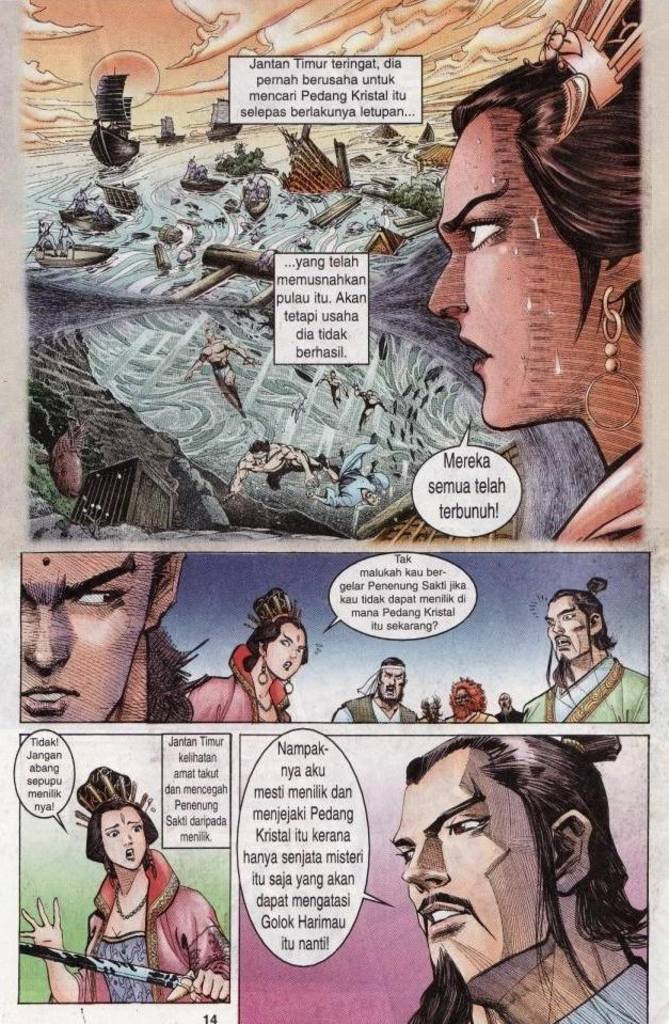 Jantan Timur teringat, dia
pernah berusaha untuk
mencari Pedang Kristal itu
selepas berlakunya letupan...
...yang telah
memusnahkan
pulau itu. Akan
tetapi usaha
dia tidak
berhasil.
Mereka
semua telah
terbunuh!
Tak
malukah kau ber-
gelar Penenung Sakti jika
kau tidak dapat menilik di
mana Pedang Kristal
itu sekarang?
Tidak!
Jangan
abang
sepupu
menilik
nya!
Jantan Timur
kelihatan
amat takut
dan mencegah
Penenung
Sakti daripada
menilik.
Nampak-
nya aku
mesti menilik dan
menjejaki Pedang
Kristal itu kerana
hanya senjata misteri
itu saja yang akan
dapat mengatasi
Golok Harimau
itu nanti!
14